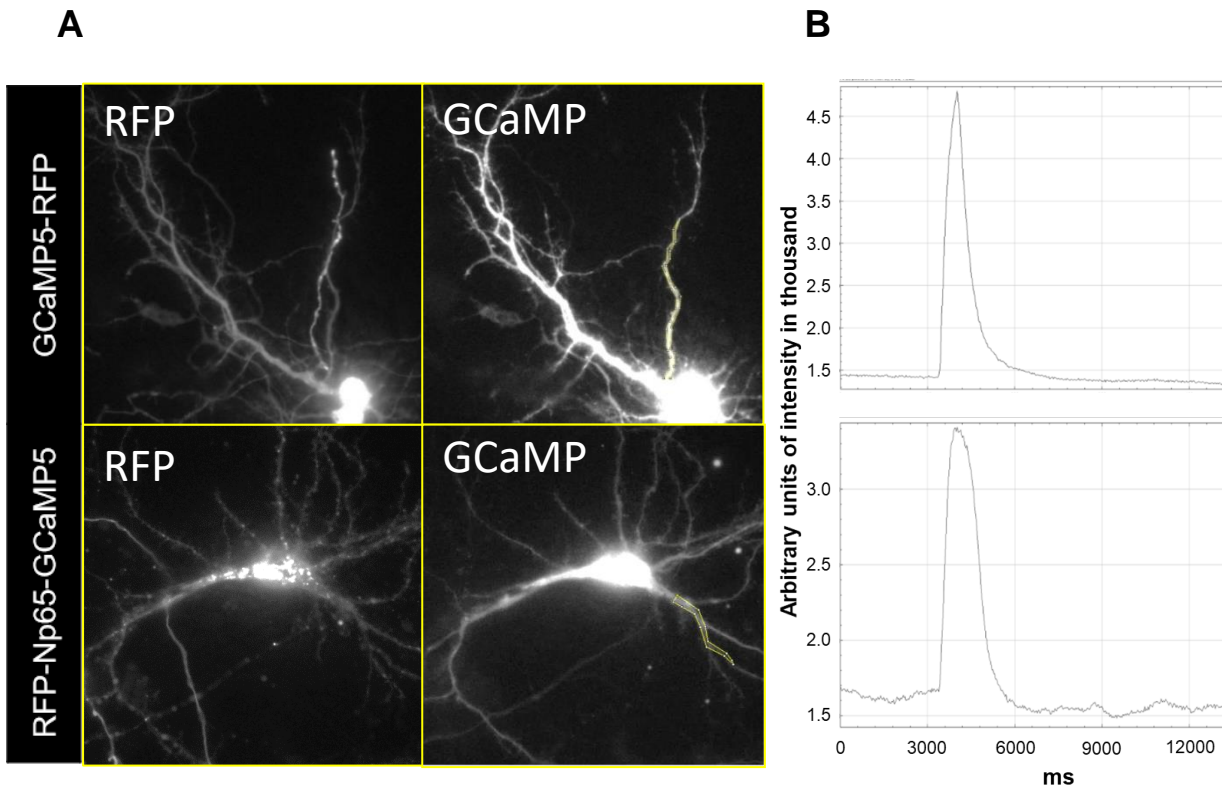 A
B
GCaMP5-RFP
RFP
GCaMP
RFP-Np65-GCaMP5
RFP
GCaMP
Arbitrary units of intensity in thousand
4.5
4.0
3.5
3.0
2.5
2.0
1.5
3.0
2.5
2.0
1.5
0 3000 6000 9000 12000
ms